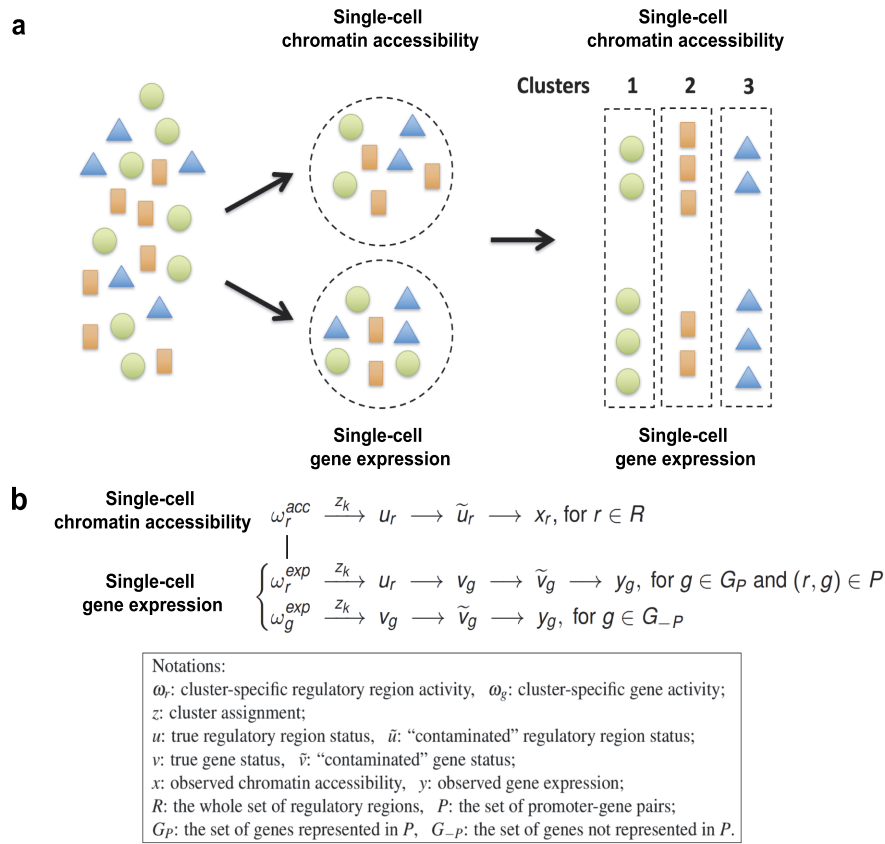 a
Single-cell
chromatin accessibility
Single-cell
chromatin accessibility
Clusters 1 2 3
Single-cell
gene expression
Single-cell
gene expression
b
Single-cell
chromatin accessibility
ω_r^{acc} \xrightarrow{z_k} u_r ⟶ ũ_r ⟶ x_r, for r ∈ R
Single-cell
gene expression
ω_r^{exp} \xrightarrow{z_k} u_r ⟶ v_g ⟶ ṽ_g ⟶ y_g, for g ∈ G_P and (r, g) ∈ P
ω_g^{exp} \xrightarrow{z_k} v_g ⟶ ṽ_g ⟶ y_g, for g ∈ G_{−P}
Notations:
ω_r: cluster-specific regulatory region activity, ω_g: cluster-specific gene activity;
z: cluster assignment;
u: true regulatory region status, ũ: “contaminated” regulatory region status;
v: true gene status, ṽ: “contaminated” gene status;
x: observed chromatin accessibility, y: observed gene expression;
R: the whole set of regulatory regions, P: the set of promoter-gene pairs;
G_P: the set of genes represented in P, G_{−P}: the set of genes not represented in P.